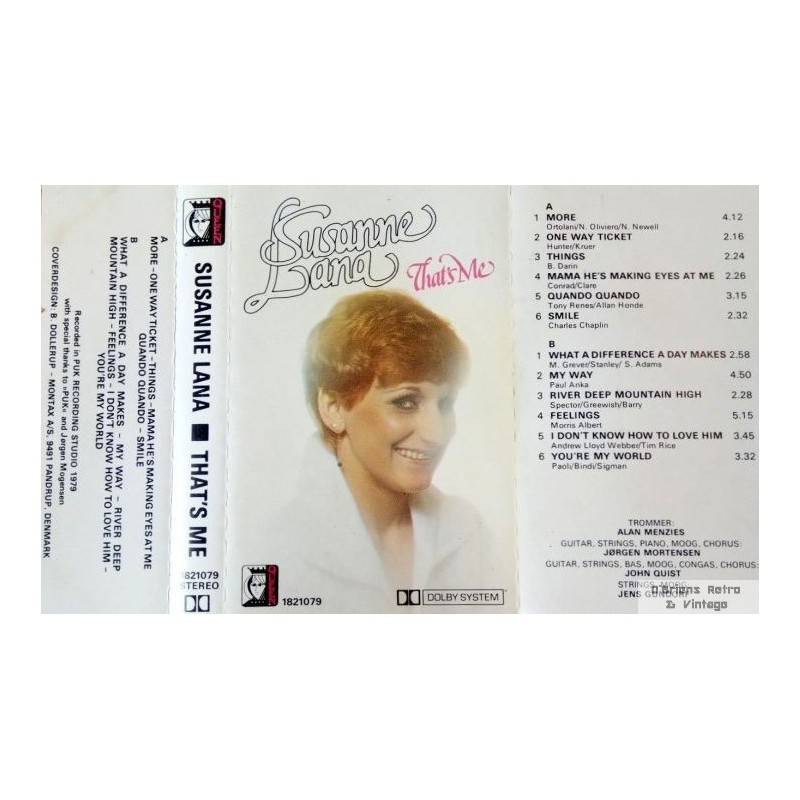 A
MORE – ONE WAY TICKET – THINGS – MAMA HE'S MAKING EYES AT ME
QUANDO QUANDO – SMILE
B
WHAT A DIFFERENCE A DAY MAKES – MY WAY – RIVER DEEP
MOUNTAIN HIGH – FEELINGS – I DON'T KNOW HOW TO LOVE HIM –
YOU'RE MY WORLD
Recorded in PUK RECORDING STUDIO 1979
with special thanks to »PUK« and Jørgen Mogensen
COVERDESIGN: B. DOLLERUP – MONTAX A/S, 9491 PANDRUP, DENMARK
SUSANNE LANA ■ THAT'S ME
1821079
STEREO
Susanne
Lana
That's Me
1821079
DOLBY SYSTEM
A
1 MORE 4.12
Ortolani/N. Oliviero/N. Newell
2 ONE WAY TICKET 2.16
Hunter/Kruer
3 THINGS 2.24
B. Darin
4 MAMA HE'S MAKING EYES AT ME 2.26
Conrad/Clare
5 QUANDO QUANDO 3.15
Tony Renes/Allan Honde
6 SMILE 2.32
Charles Chaplin
B
1 WHAT A DIFFERENCE A DAY MAKES 2.58
M. Grever/Stanley/ S. Adams
2 MY WAY 4.50
Paul Anka
3 RIVER DEEP MOUNTAIN HIGH 2.28
Spector/Greewish/Barry
4 FEELINGS 5.15
Morris Albert
5 I DON'T KNOW HOW TO LOVE HIM 3.45
Andrew Lloyd Webber/Tim Rice
6 YOU'RE MY WORLD 3.32
Paoli/Bindi/Sigman
TROMMER:
ALAN MENZIES
GUITAR, STRINGS, PIANO, MOOG, CHORUS:
JØRGEN MORTENSEN
GUITAR, STRINGS, BAS, MOOG, CONGAS, CHORUS:
JOHN QUIST
STRINGS, MOOG
JENS GUNDORF
O'Briens Retro
& Vintage